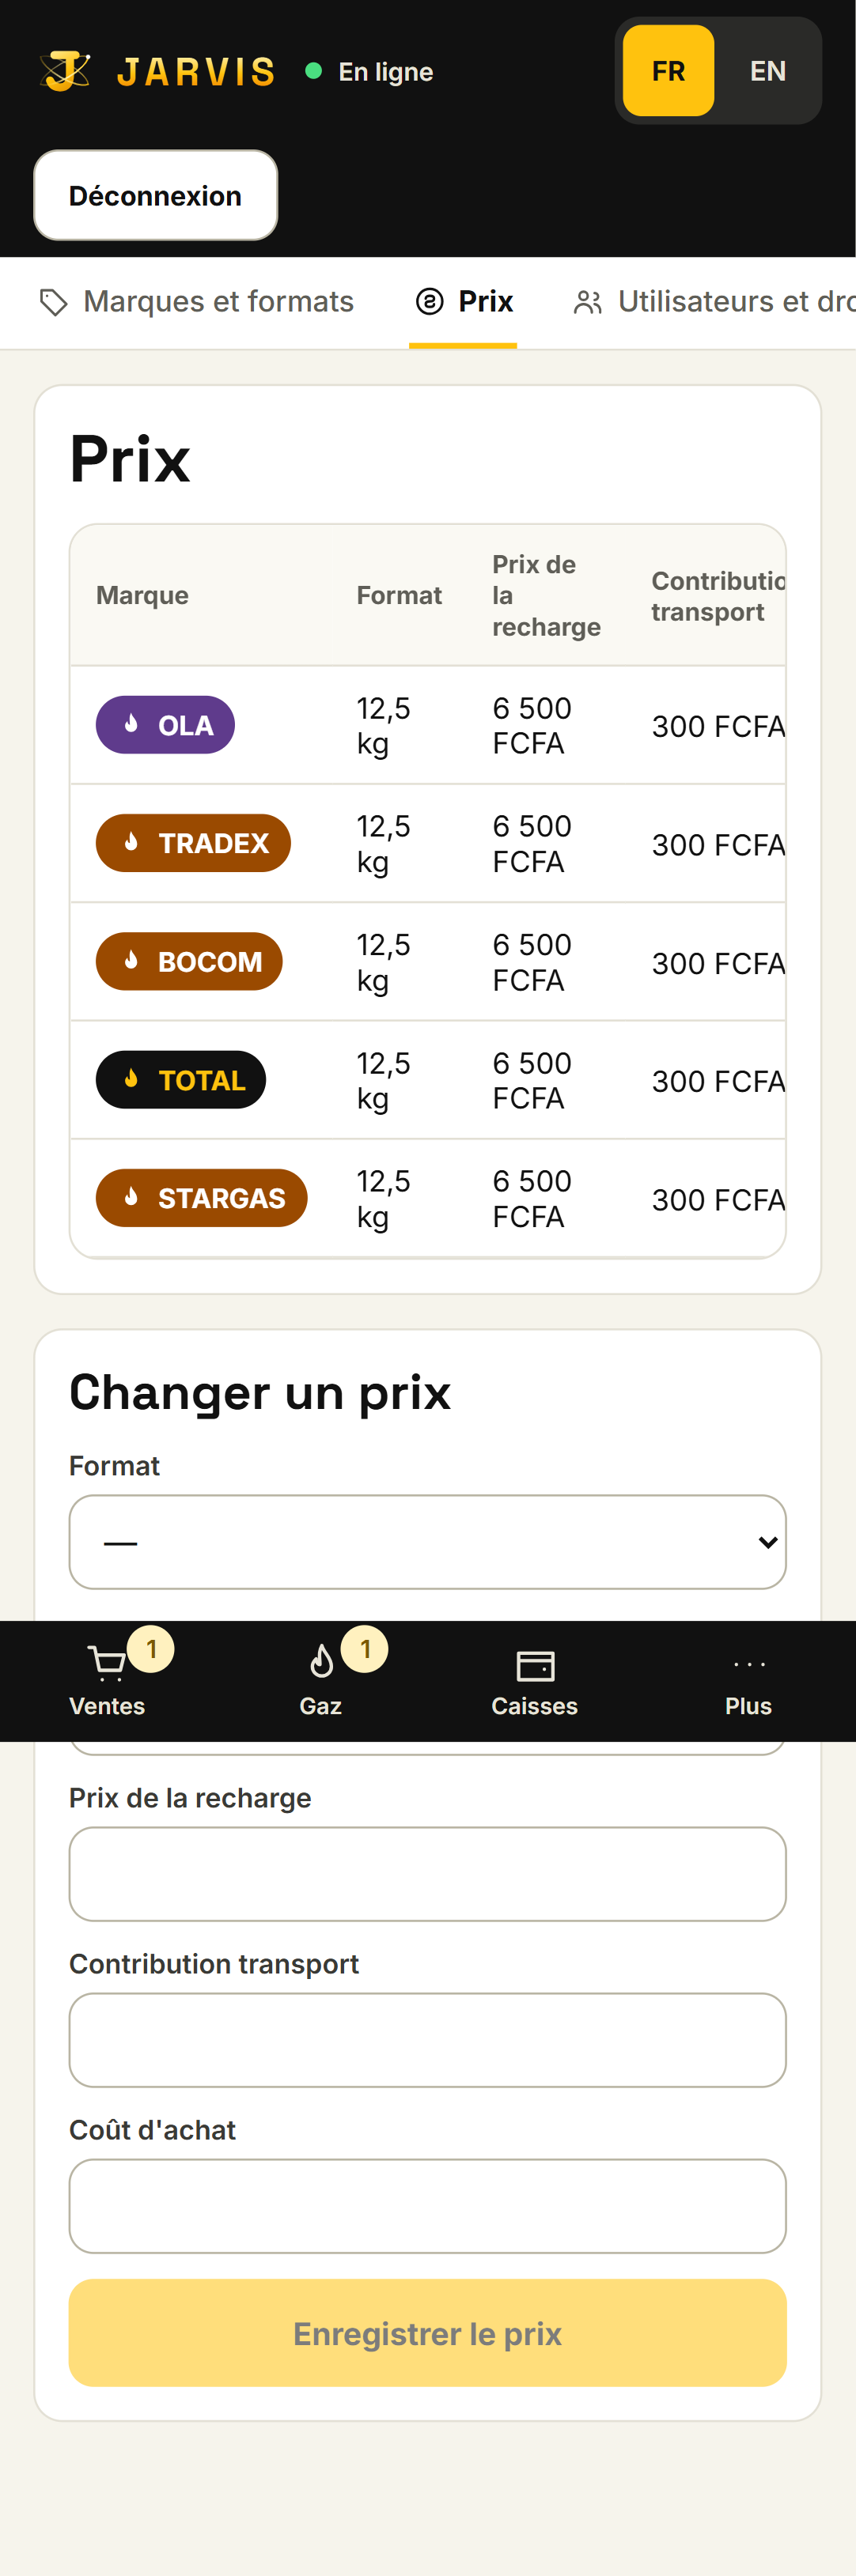 JARVIS
En ligne
FR
EN
Déconnexion
Marques et formats
Prix
Utilisateurs et dro
Prix
Marque
Format
Prix de
la
recharge
Contributio
transport
OLA
12,5
kg
6 500
FCFA
300 FCFA
TRADEX
12,5
kg
6 500
FCFA
300 FCFA
BOCOM
12,5
kg
6 500
FCFA
300 FCFA
TOTAL
12,5
kg
6 500
FCFA
300 FCFA
STARGAS
12,5
kg
6 500
FCFA
300 FCFA
Changer un prix
Format
—
1
Ventes
1
Gaz
Caisses
Plus
Prix de la recharge
Contribution transport
Coût d'achat
Enregistrer le prix